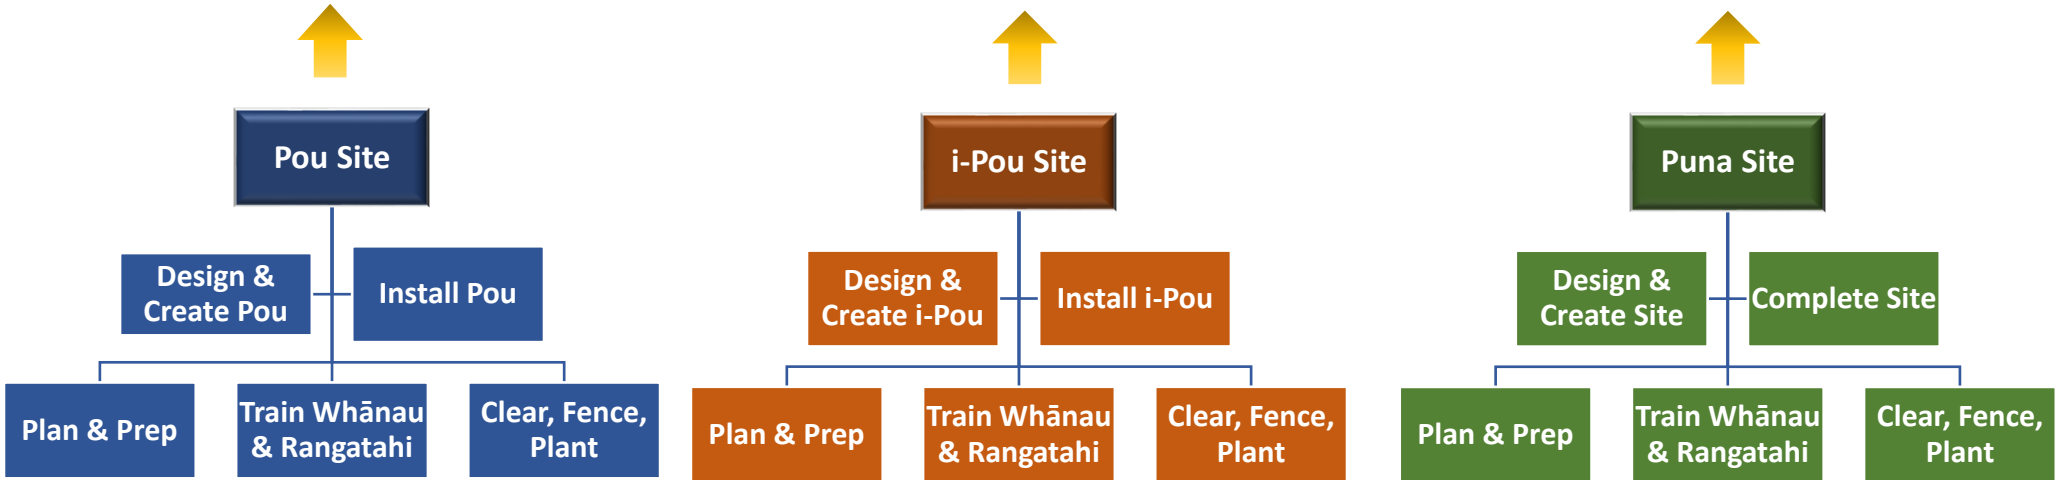 Pou Site
Design &
Create Pou
Install Pou
Plan & Prep
Train Whānau
& Rangatahi
Clear, Fence,
Plant
i-Pou Site
Design &
Create i-Pou
Install i-Pou
Plan & Prep
Train Whānau
& Rangatahi
Clear, Fence,
Plant
Puna Site
Design &
Create Site
Complete Site
Plan & Prep
Train Whānau
& Rangatahi
Clear, Fence,
Plant